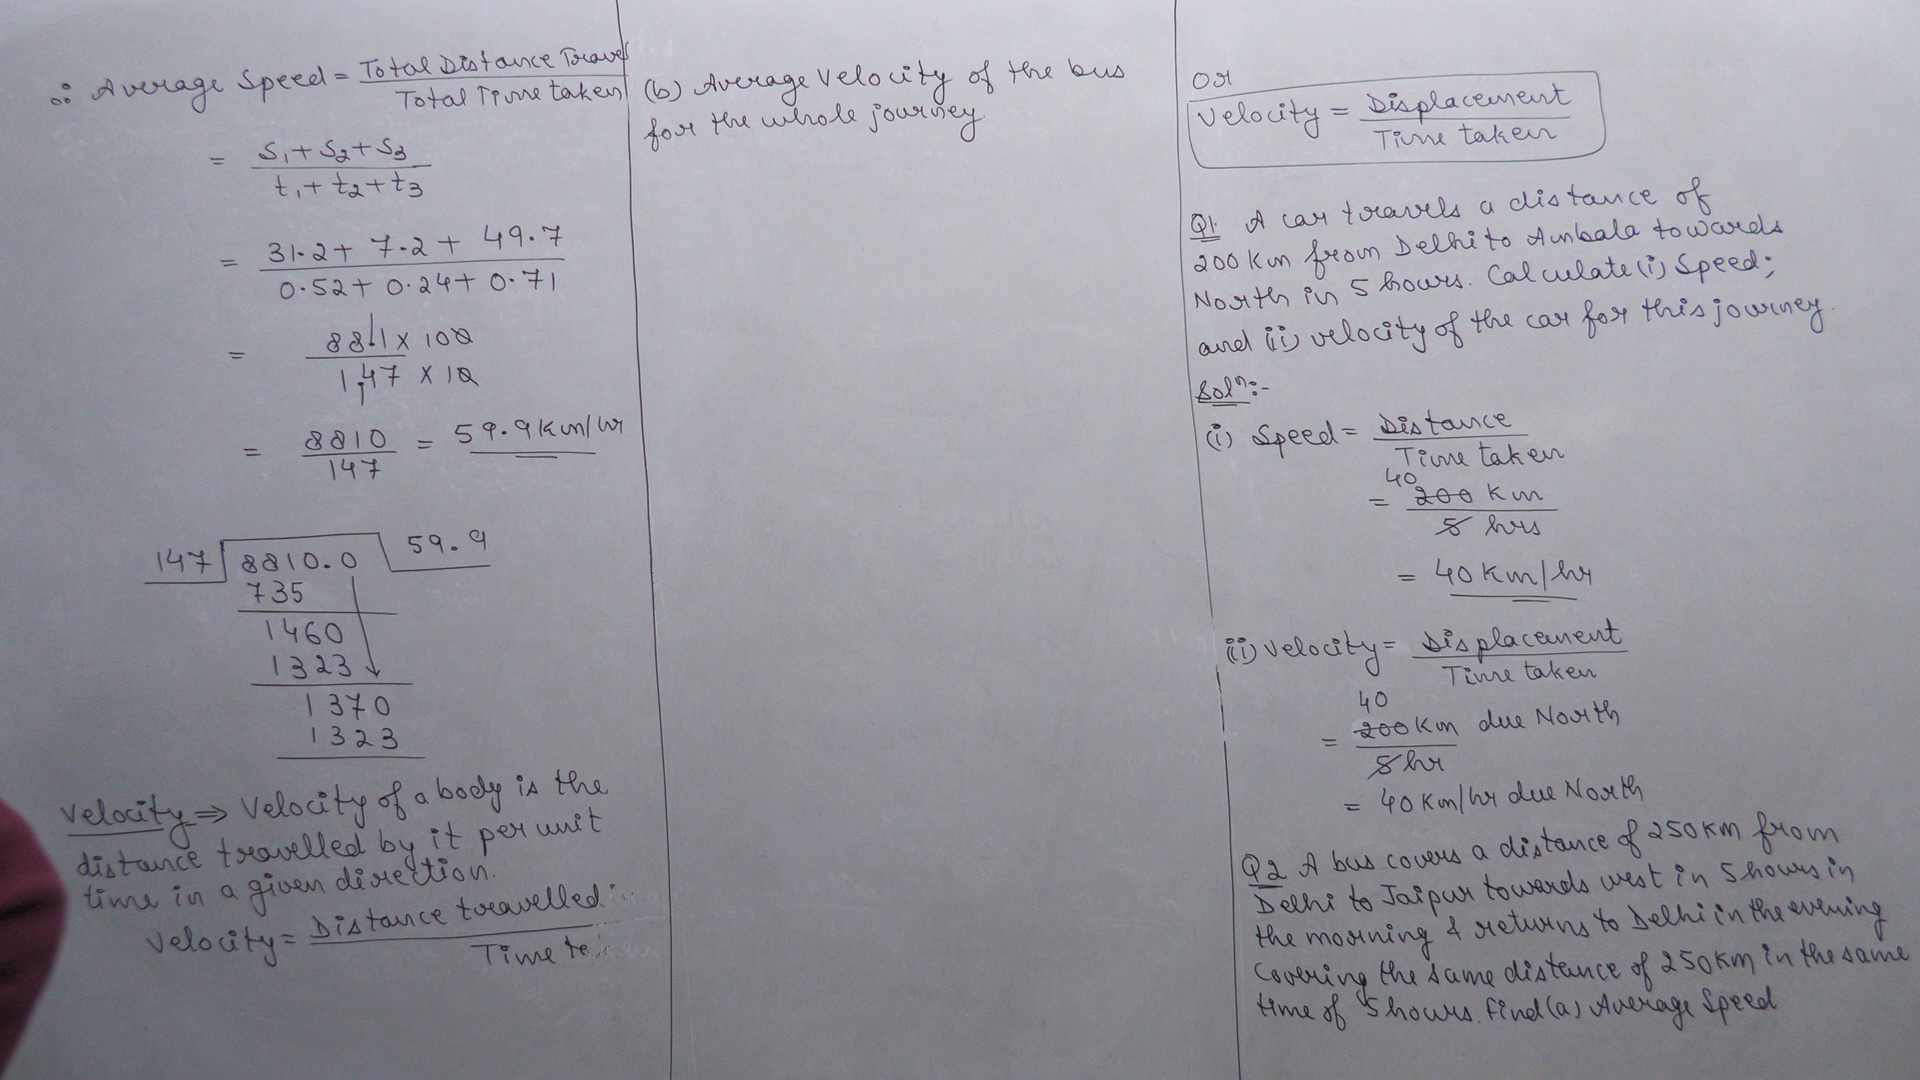 ∴ Average Speed = Total Distance Travel
Total Time taken
= S₁ + S₂ + S₃
t₁ + t₂ + t₃
= 31.2 + 7.2 + 49.7
0.52 + 0.24 + 0.71
= 881 × 100
147 × 10
= 8810 = 59.9 Km/hr
147
147 8810.0 59.9
735
1460
1323
1370
1323
Velocity ⇒ Velocity of a body is the
distance travelled by it per unit
time in a given direction.
Velocity = Distance travelled
Time
(b) Average Velocity of the bus
for the whole journey
or
Velocity = Displacement
Time taken
Q1. A car travels a distance of
200 Km from Delhi to Ambala towards
North in 5 hours. Calculate (i) Speed;
and (ii) velocity of the car for this journey.
Solⁿ:-
(i) Speed = Distance
Time taken
40
= 200 Km
5 hrs
= 40 Km/hr
(ii) Velocity = Displacement
Time taken
40
= 200 Km due North
5 hr
= 40 Km/hr due North
Q2 A bus covers a distance of 250 Km from
Delhi to Jaipur towards west in 5 hours in
the morning & returns to Delhi in the evening
Covering the same distance of 250 Km in the same
time of 5 hours. Find (a) Average Speed